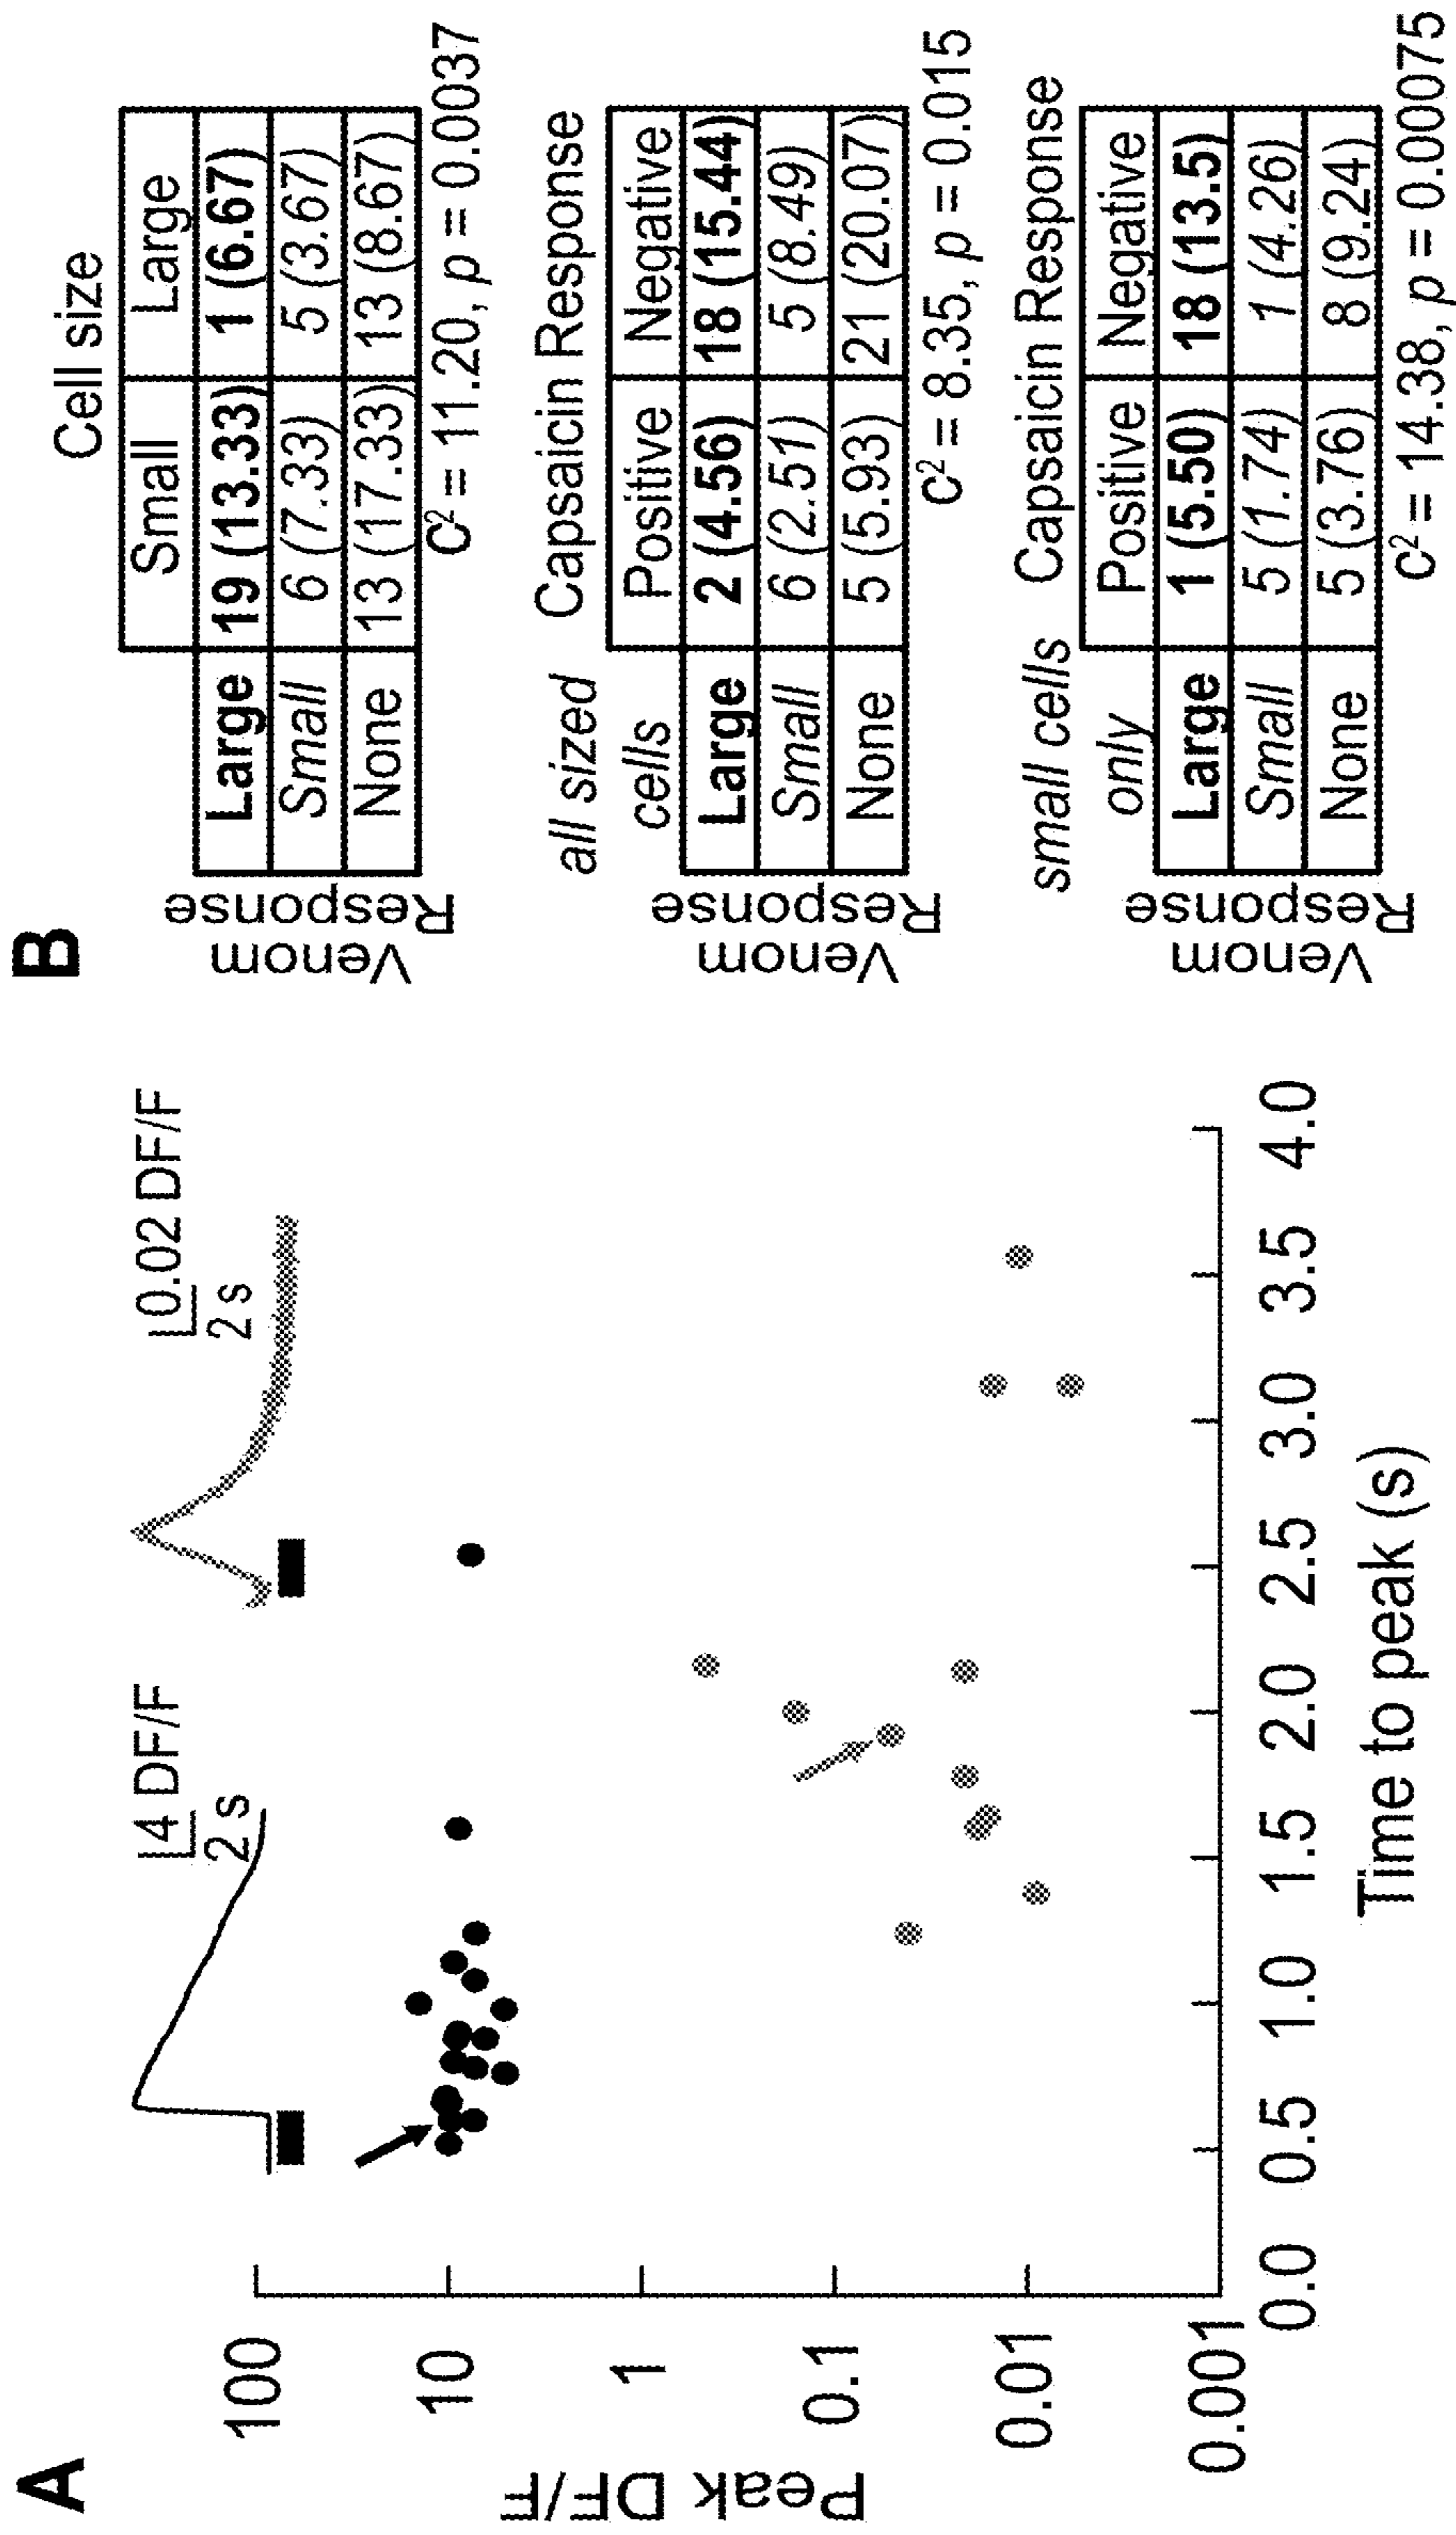 A
4 DF/F
2 s
0.02 DF/F
2 s
Peak DF/F
100
10
1
0.1
0.01
0.001
0.0 0.5 1.0 1.5 2.0 2.5 3.0 3.5 4.0
Time to peak (s)
B
Cell size
Small Large
Venom
Response
Large 19 (13.33) 1 (6.67)
Small 6 (7.33) 5 (3.67)
None 13 (17.33) 13 (8.67)
c² = 11.20, p = 0.0037
all sized
cells
Capsaicin Response
Positive Negative
Venom
Response
Large 2 (4.56) 18 (15.44)
Small 6 (2.51) 5 (8.49)
None 5 (5.93) 21 (20.07)
c² = 8.35, p = 0.015
small cells
only
Capsaicin Response
Positive Negative
Venom
Response
Large 1 (5.50) 18 (13.5)
Small 5 (1.74) 1 (4.26)
None 5 (3.76) 8 (9.24)
c² = 14.38, p = 0.00075